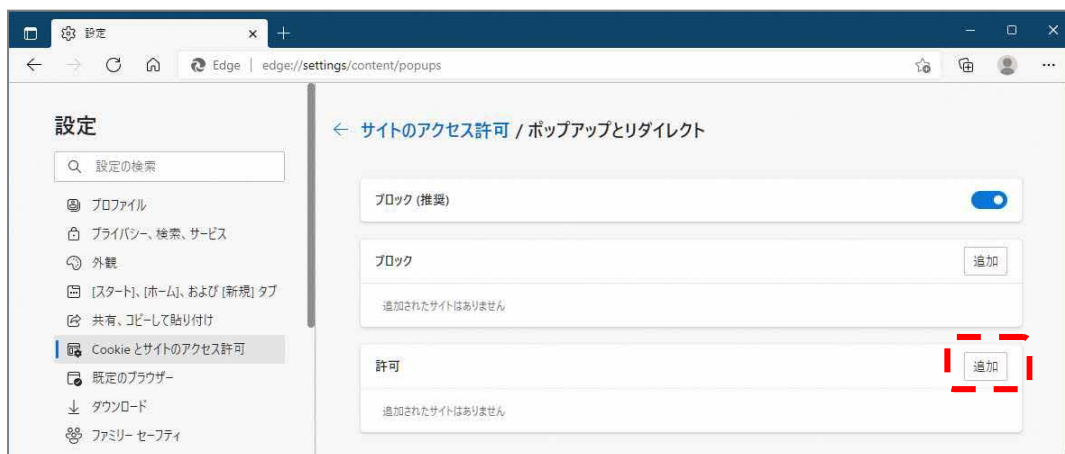 設定
Edge | edge://settings/content/popups
設定
設定の検索
プロファイル
プライバシー、検索、サービス
外観
[スタート]、[ホーム]、および [新規] タブ
共有、コピーして貼り付け
Cookie とサイトのアクセス許可
既定のブラウザー
ダウンロード
ファミリー セーフティ
サイトのアクセス許可 / ポップアップとリダイレクト
ブロック (推奨)
ブロック
追加
追加されたサイトはありません
許可
追加
追加されたサイトはありません